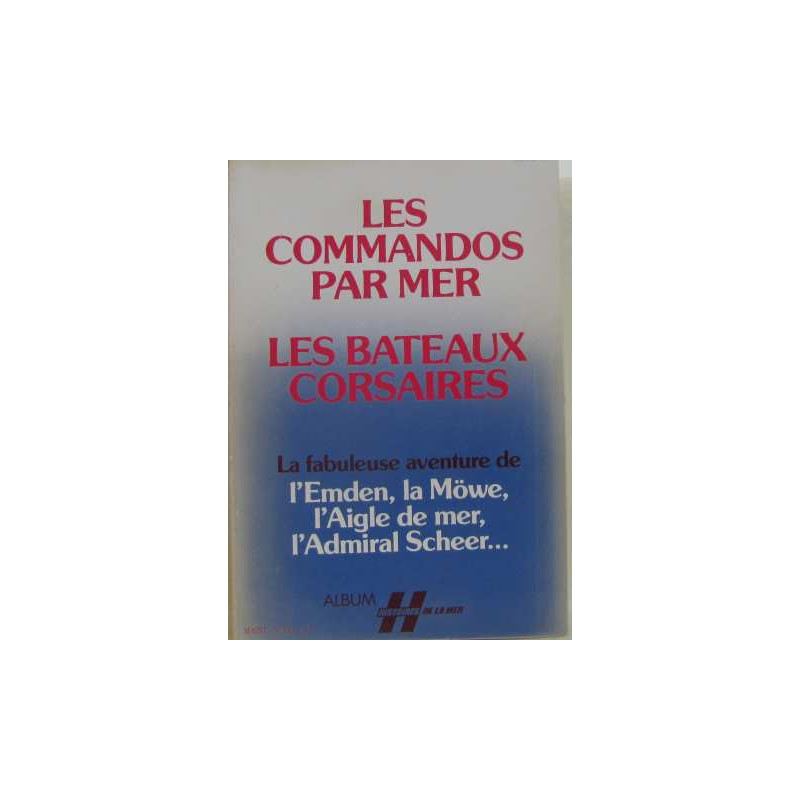 LES
COMMANDOS
PAR MER
LES BATEAUX
CORSAIRES
La fabuleuse aventure de
l'Emden, la Möwe,
l'Aigle de mer,
l'Admiral Scheer...
ALBUM H HISTOIRES DE LA MER